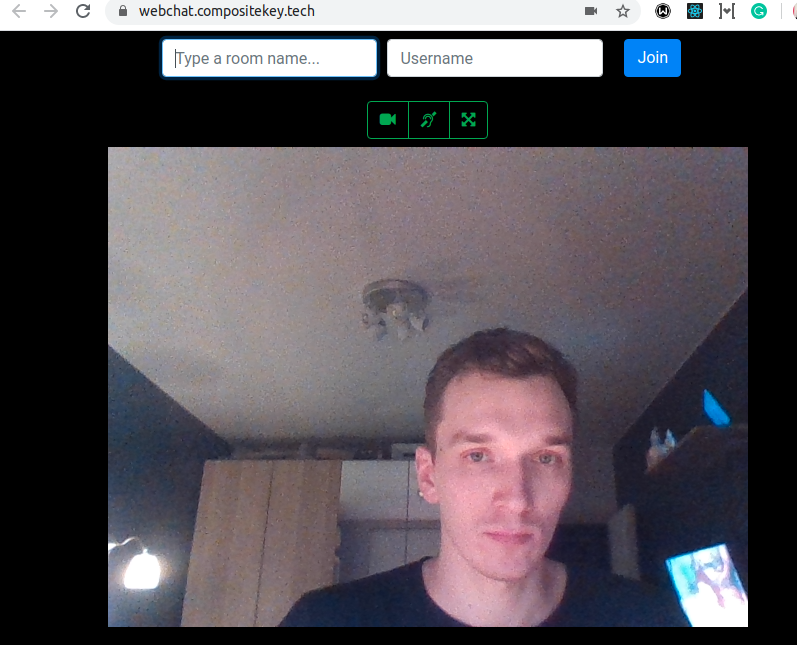 webchat.compositekey.tech
Type a room name...
Username
Join